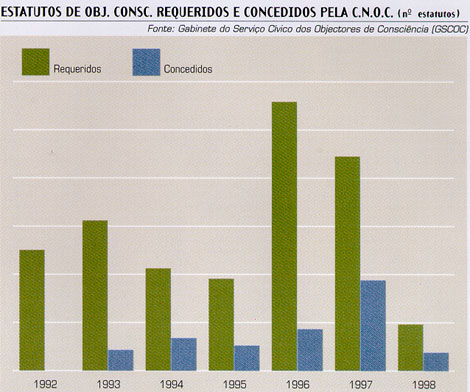 ESTATUTOS DE OBJ. CONSC. REQUERIDOS E CONCEDIDOS PELA C.N.O.C. (nº estatutos)
Fonte: Gabinete do Serviço Cívico dos Objectores de Consciência (GSCOC)
Requeridos Concedidos
1992 1993 1994 1995 1996 1997 1998